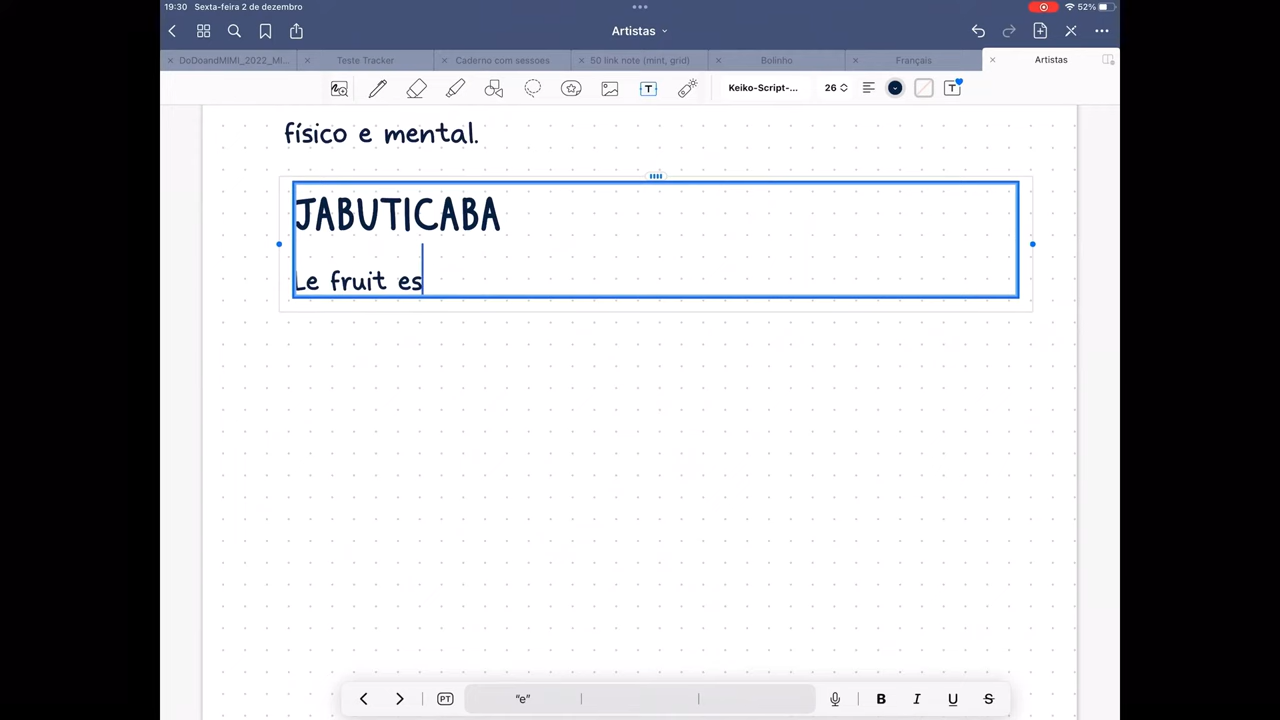 19:30 Sexta-feira 2 de dezembro
52%
Artistas
DoDoandMIMI_2022_MI...
Teste Tracker
Caderno com sessoes
50 link note (mint, grid)
Bolinho
Français
Artistas
Keiko-Script-...
26
físico e mental.
JABUTICABA
Le fruit es
PT
"e"
B I U S